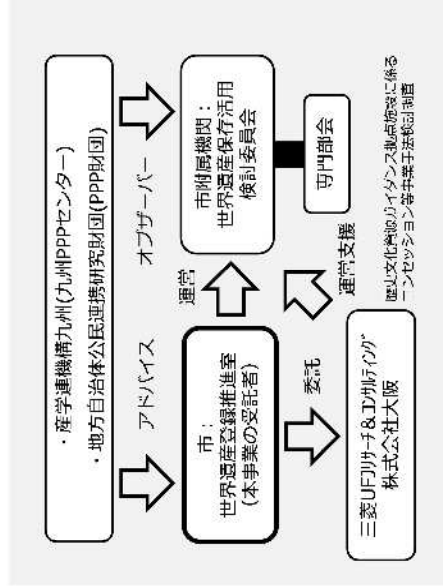 ・産学連機構九州(九州PPPセンター)
・地方自治体公民連携研究財団(PPP財団)
アドバイス
オブザーバー
市：
世界遺産登録推進室
(本事業の受託者)
運営
市附属機関：
世界遺産保存活用
検討委員会
専門部会
委託
運営支援
三菱UFJリサーチ&コンサルティング
株式会社大阪
歴史文化資源ガイダンス拠点施設に係る
コンセッション等事業手法検討調査